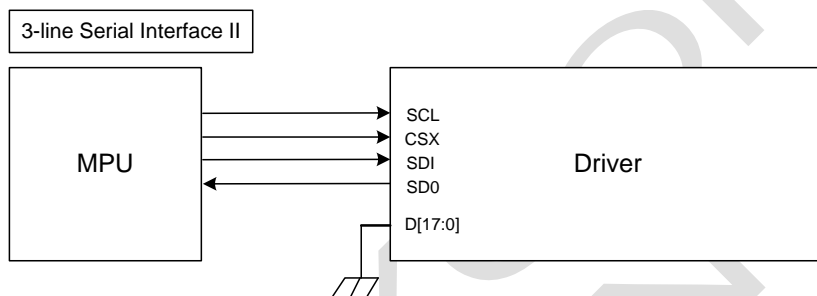 3-line Serial Interface II
MPU
SCL
CSX
SDI
SD0
D[17:0]
Driver